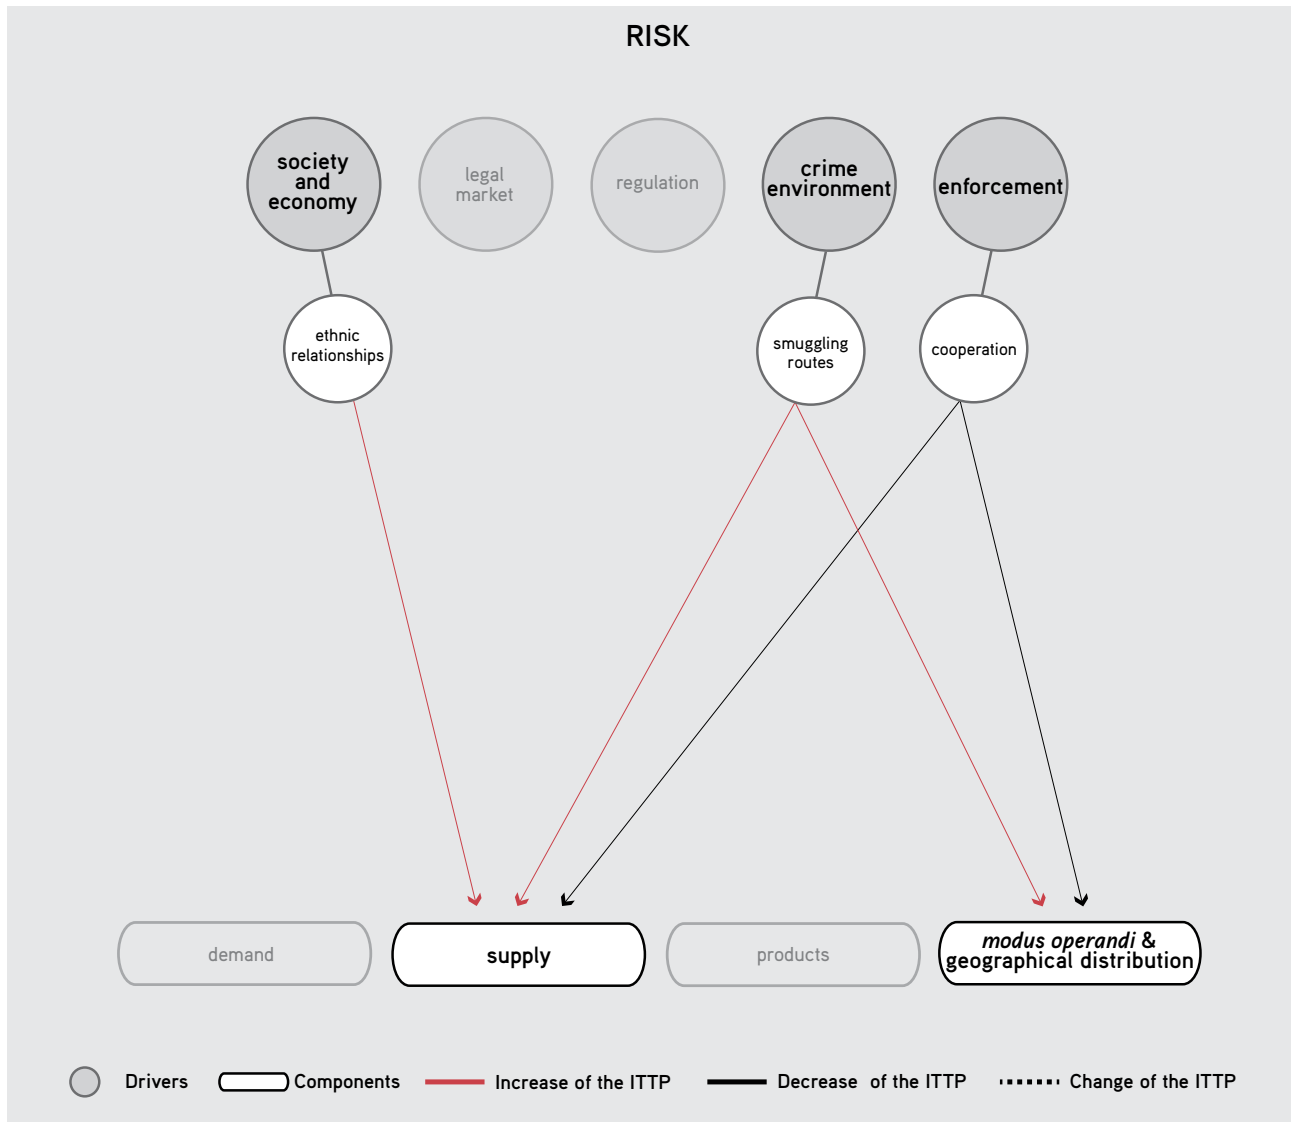 RISK
society
and
economy
legal
market
regulation
crime
environment
enforcement
ethnic
relationships
smuggling
routes
cooperation
demand
supply
products
modus operandi &
geographical distribution
Drivers
Components
Increase of the ITTP
Decrease of the ITTP
Change of the ITTP